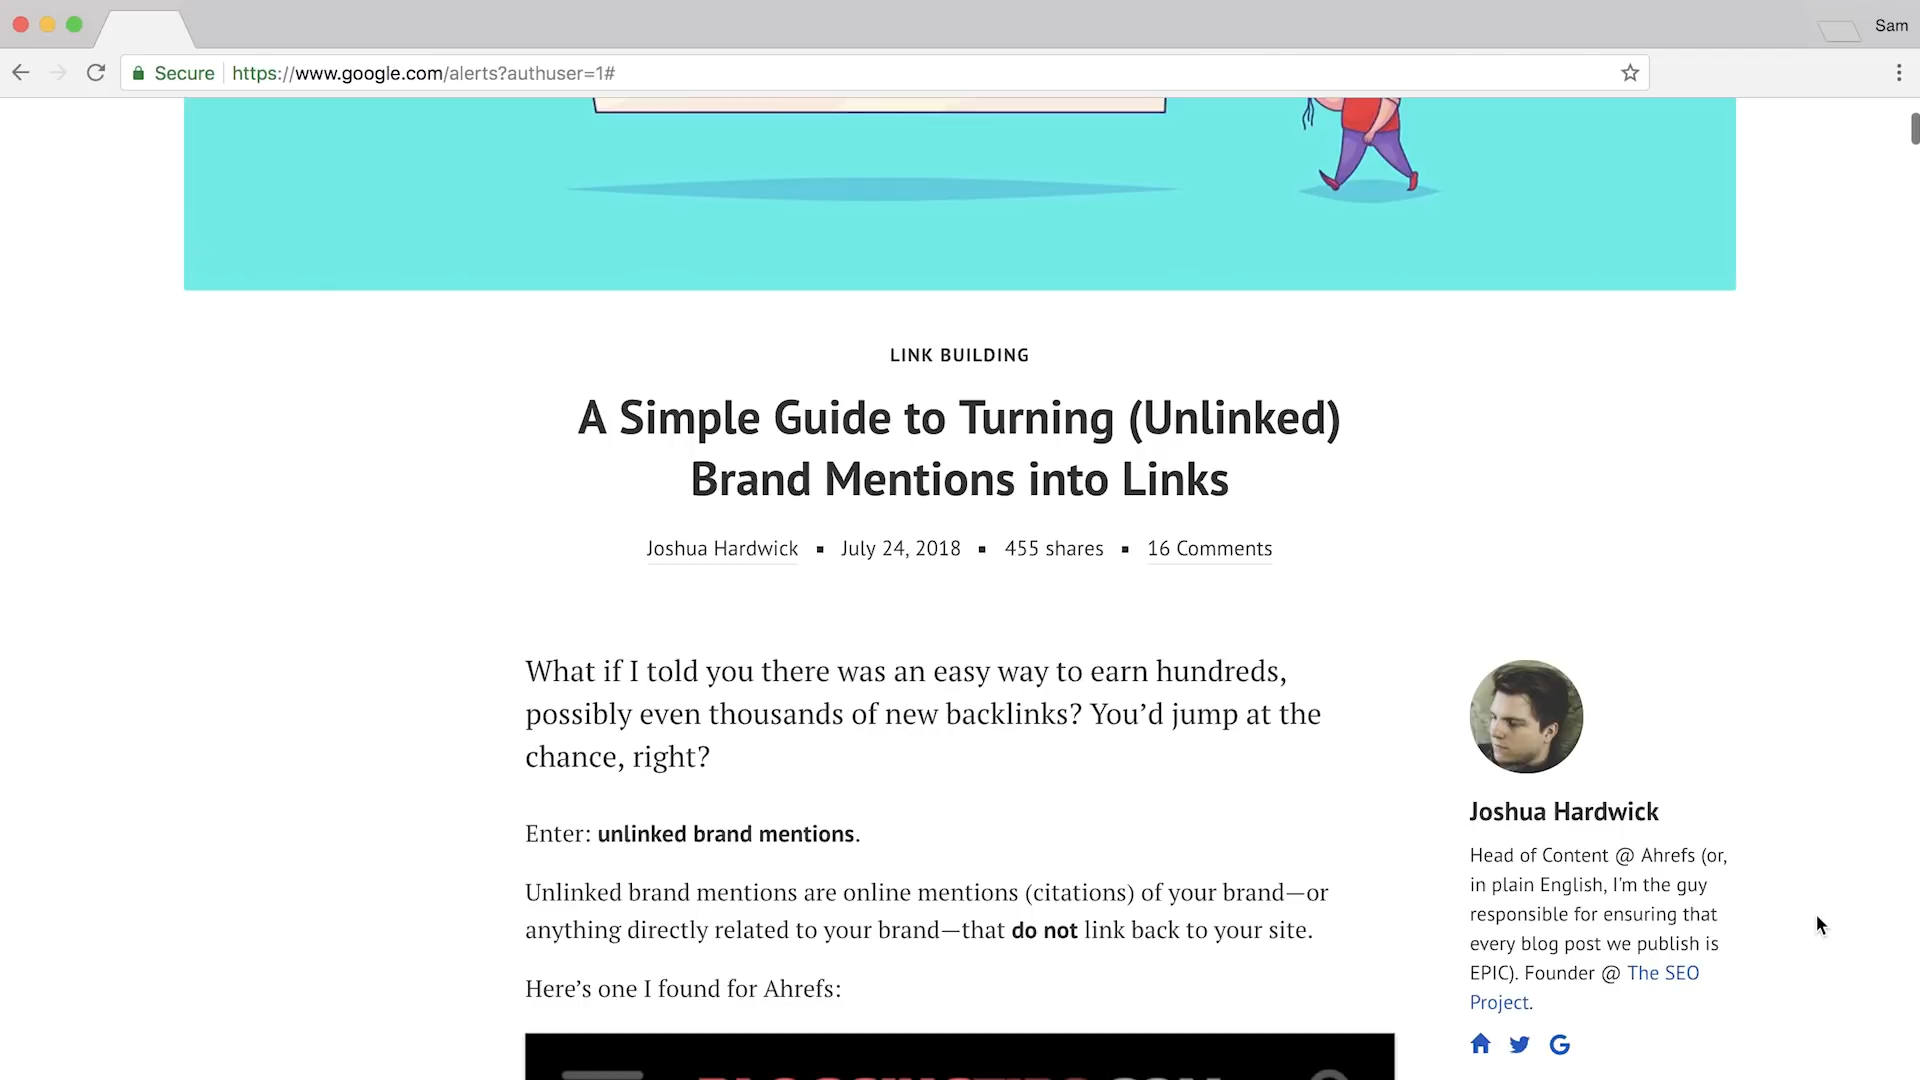 Sam
Secure https://www.google.com/alerts?authuser=1#
LINK BUILDING
A Simple Guide to Turning (Unlinked)
Brand Mentions into Links
Joshua Hardwick ▪ July 24, 2018 ▪ 455 shares ▪ 16 Comments
What if I told you there was an easy way to earn hundreds,
possibly even thousands of new backlinks? You’d jump at the
chance, right?
Enter: unlinked brand mentions.
Unlinked brand mentions are online mentions (citations) of your brand—or
anything directly related to your brand—that do not link back to your site.
Here’s one I found for Ahrefs:
Joshua Hardwick
Head of Content @ Ahrefs (or,
in plain English, I'm the guy
responsible for ensuring that
every blog post we publish is
EPIC). Founder @ The SEO
Project.